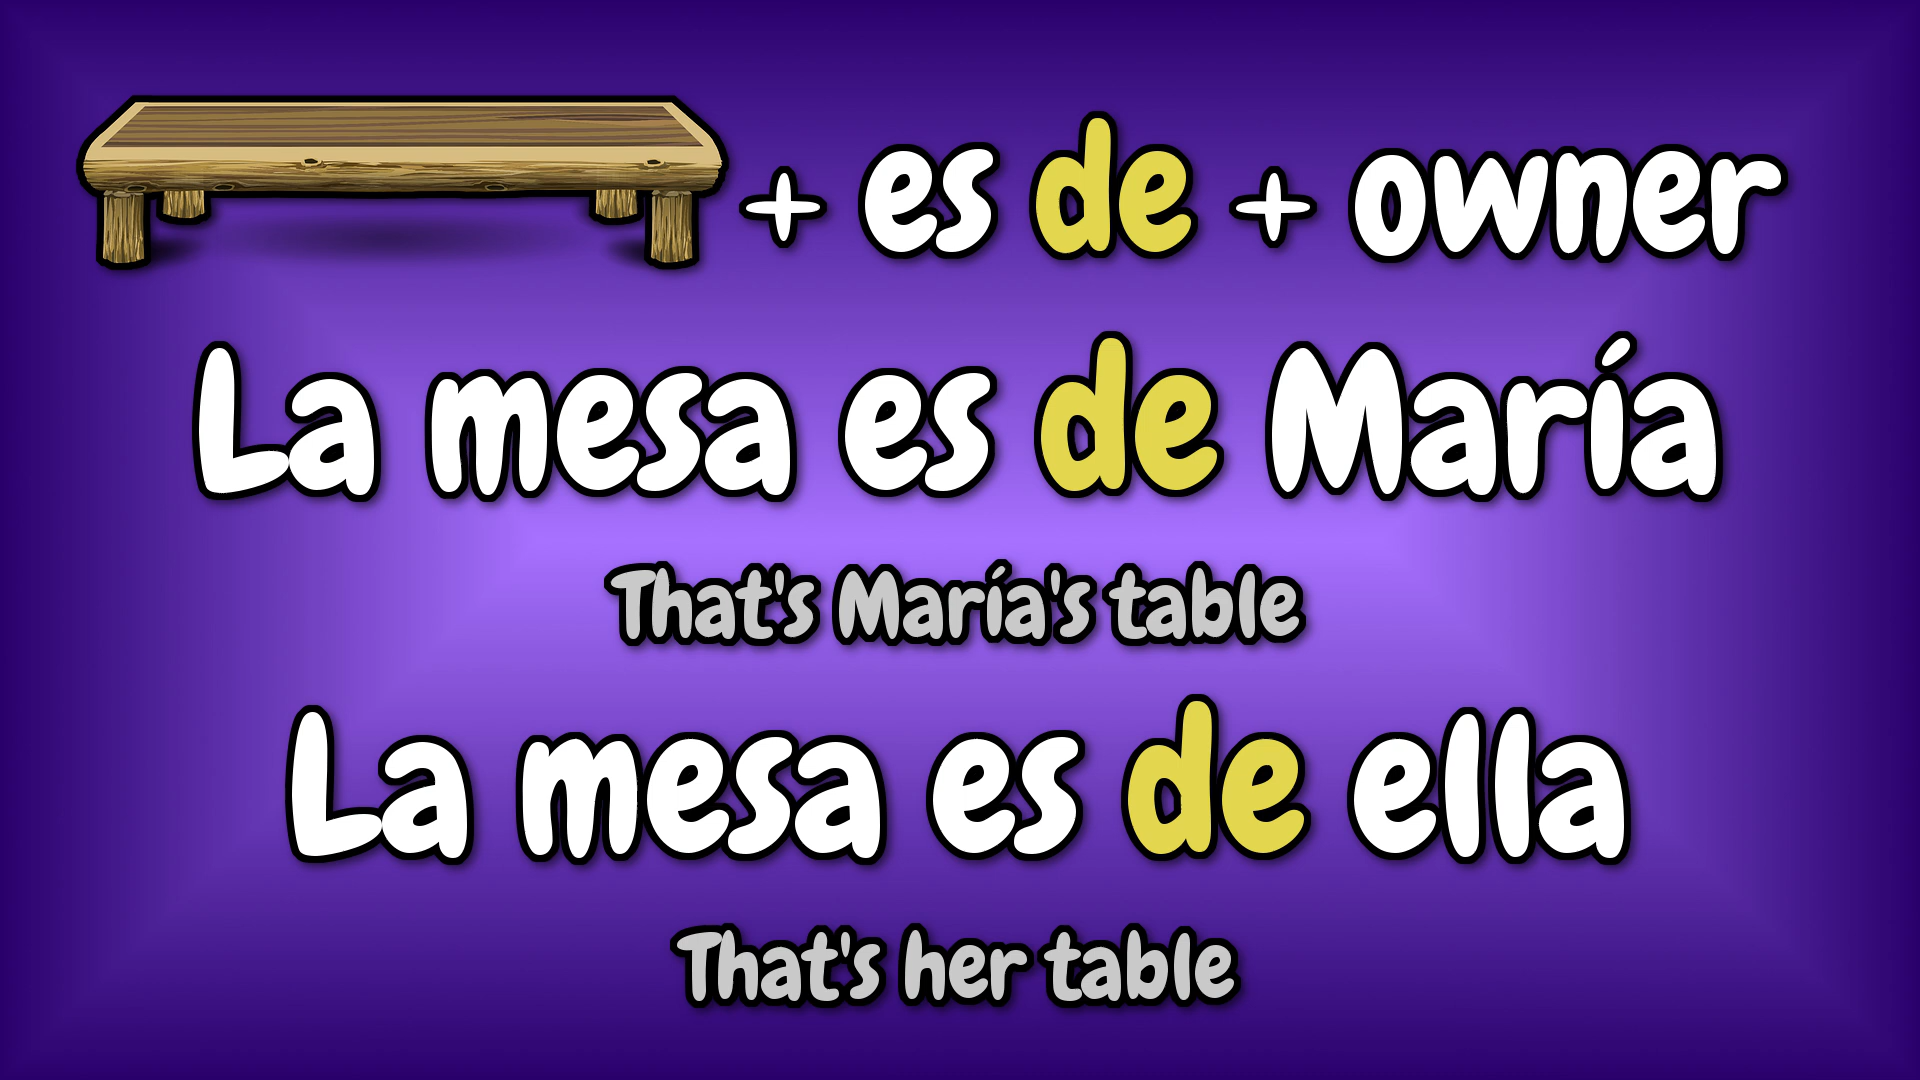 + es de + owner
La mesa es de María
That's María's table
La mesa es de ella
That's her table